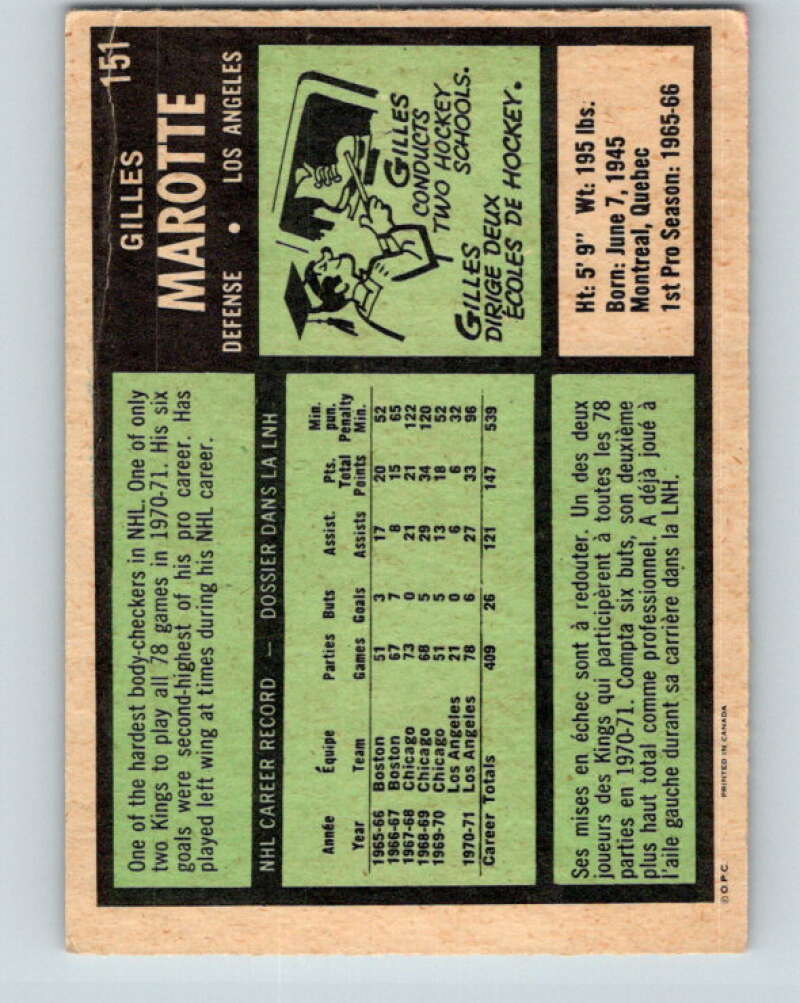 151
GILLES
MAROTTE
DEFENSE • LOS ANGELES
One of the hardest body-checkers in NHL. One of only
two Kings to play all 78 games in 1970-71. His six
goals were second-highest of his pro career. Has
played left wing at times during his NHL career.
GILLES
CONDUCTS
TWO HOCKEY
SCHOOLS.
GILLES
DIRIGE DEUX
ÉCOLES DE HOCKEY.
Ht: 5' 9" Wt: 195 lbs.
Born: June 7, 1945
Montreal, Quebec
1st Pro Season: 1965-66
NHL CAREER RECORD — DOSSIER DANS LA LNH
Année Équipe Parties Buts Assist. Pts. Total Min. pun.
Year Team Games Goals Assists Points Penalty Min.
1965-66 Boston 51 3 17 20 52
1966-67 Boston 67 7 8 15 65
1967-68 Chicago 73 0 21 21 122
1968-69 Chicago 68 5 29 34 120
1969-70 Chicago 51 5 13 18 52
Los Angeles 21 0 6 6 32
1970-71 Los Angeles 78 6 27 33 96
Career Totals 409 26 121 147 539
Ses mises en échec sont à redouter. Un des deux
joueurs des Kings qui participèrent à toutes les 78
parties en 1970-71. Compta six buts, son deuxième
plus haut total comme professionnel. A déjà joué à
l'aile gauche durant sa carrière dans la LNH.
© O.P.C. PRINTED IN CANADA